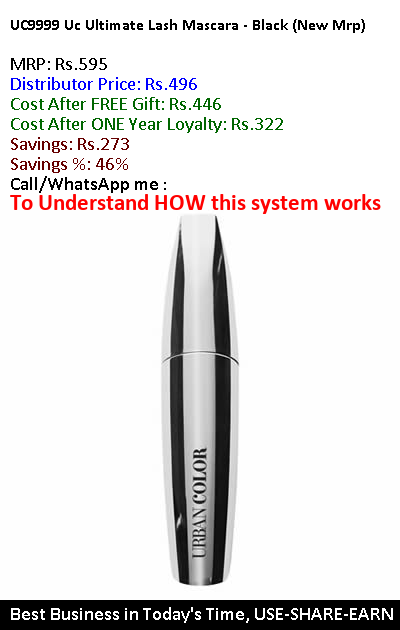 UC9999 Uc Ultimate Lash Mascara - Black (New Mrp)
MRP: Rs.595
Distributor Price: Rs.496
Cost After FREE Gift: Rs.446
Cost After ONE Year Loyalty: Rs.322
Savings: Rs.273
Savings %: 46%
Call/WhatsApp me :
To Understand HOW this system works
URBAN COLOR
Best Business in Today's Time, USE-SHARE-EARN